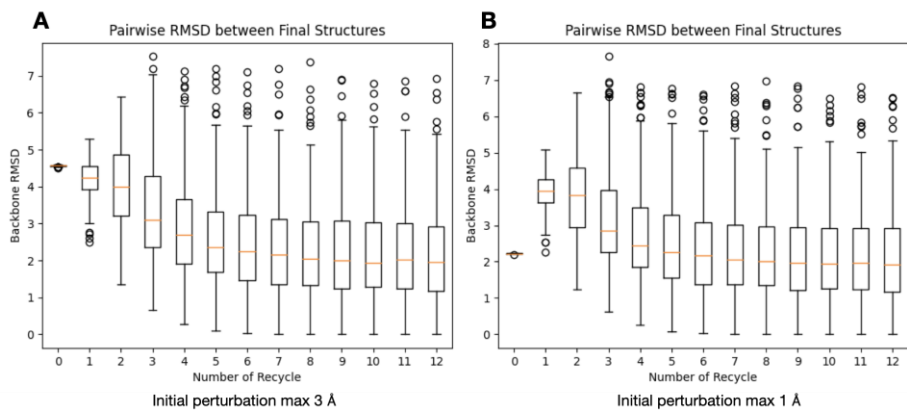 A
Pairwise RMSD between Final Structures
Backbone RMSD
7
6
5
4
3
2
1
0
0 1 2 3 4 5 6 7 8 9 10 11 12
Number of Recycle
Initial perturbation max 3 Å
B
Pairwise RMSD between Final Structures
Backbone RMSD
8
7
6
5
4
3
2
1
0
0 1 2 3 4 5 6 7 8 9 10 11 12
Number of Recycle
Initial perturbation max 1 Å